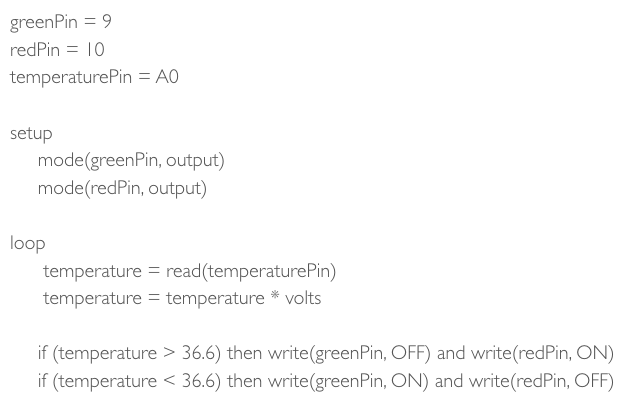 greenPin = 9
redPin = 10
temperaturePin = A0
setup
mode(greenPin, output)
mode(redPin, output)
loop
temperature = read(temperaturePin)
temperature = temperature * volts
if (temperature > 36.6) then write(greenPin, OFF) and write(redPin, ON)
if (temperature < 36.6) then write(greenPin, ON) and write(redPin, OFF)